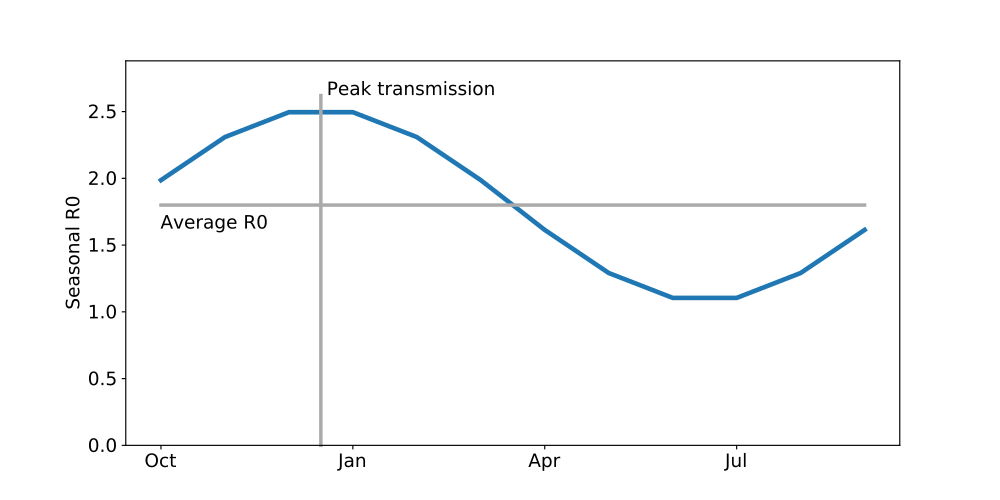 Peak transmission
2.5
2.0
Average R0
1.5
1.0
0.5
0.0
Seasonal R0
Oct
Jan
Apr
Jul